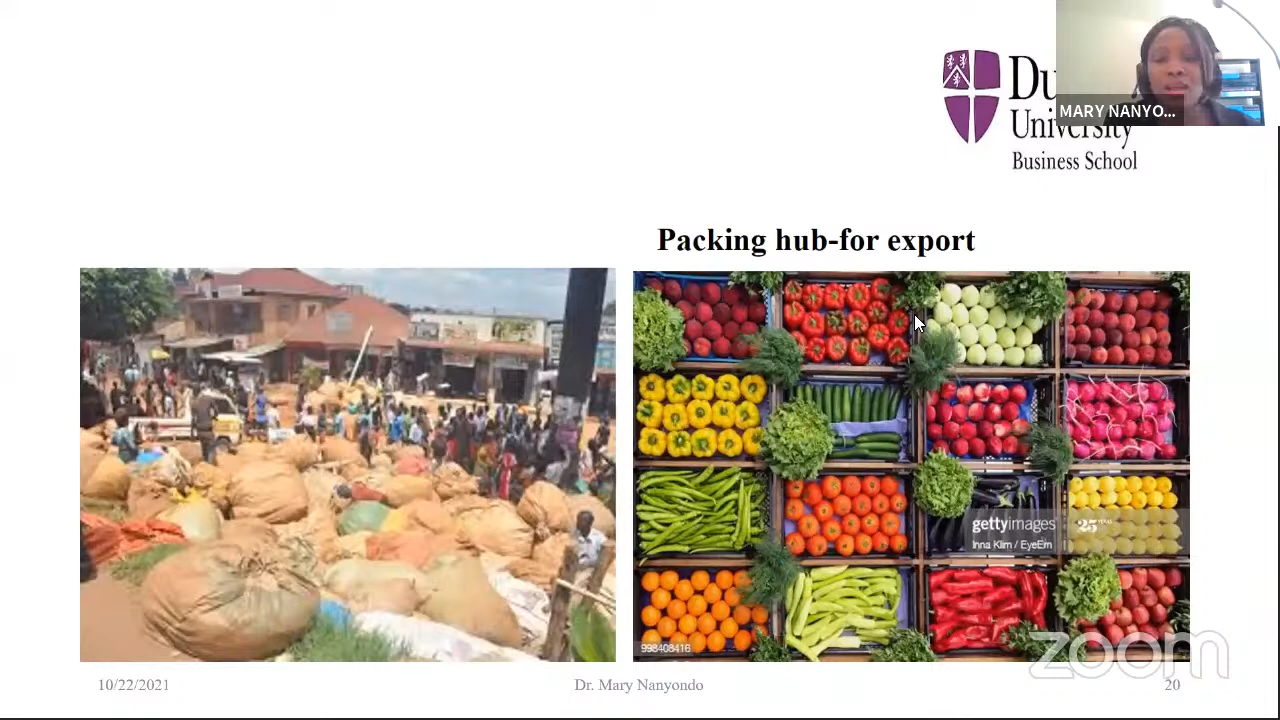 Du
University
Business School
MARY NANYO...
Packing hub-for export
gettyimages
25
Inna Klim / EyeEm
998408416
zoom
10/22/2021
Dr. Mary Nanyondo
20